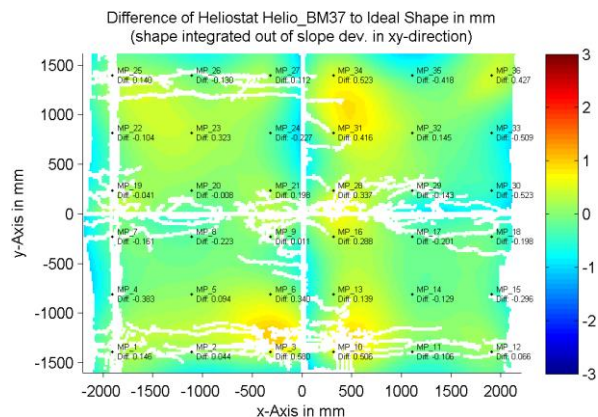 Difference of Heliostat Helio_BM37 to Ideal Shape in mm
(shape integrated out of slope dev. in xy-direction)
y-Axis in mm
1500
1000
500
0
-500
-1000
-1500
MP_25
Diff. 0.140
MP_26
Diff. -0.130
MP_27
Diff. 0.112
MP_34
Diff. 0.523
MP_35
Diff. -0.418
MP_36
Diff. 0.427
MP_22
Diff. -0.104
MP_23
Diff. 0.323
MP_24
Diff. -0.227
MP_31
Diff. 0.416
MP_32
Diff. 0.145
MP_33
Diff. -0.509
MP_19
Diff. -0.041
MP_20
Diff. -0.008
MP_21
Diff. 0.198
MP_28
Diff. 0.337
MP_29
Diff. -0.143
MP_30
Diff. -0.523
MP_7
Diff. -0.161
MP_8
Diff. -0.223
MP_9
Diff. 0.011
MP_16
Diff. 0.288
MP_17
Diff. -0.201
MP_18
Diff. -0.198
MP_4
Diff. -0.383
MP_5
Diff. 0.094
MP_6
Diff. 0.340
MP_13
Diff. 0.139
MP_14
Diff. -0.129
MP_15
Diff. -0.296
MP_1
Diff. 0.146
MP_2
Diff. 0.044
MP_3
Diff. 0.580
MP_10
Diff. 0.506
MP_11
Diff. -0.106
MP_12
Diff. 0.066
-2000 -1500 -1000 -500 0 500 1000 1500 2000
x-Axis in mm
3
2
1
0
-1
-2
-3